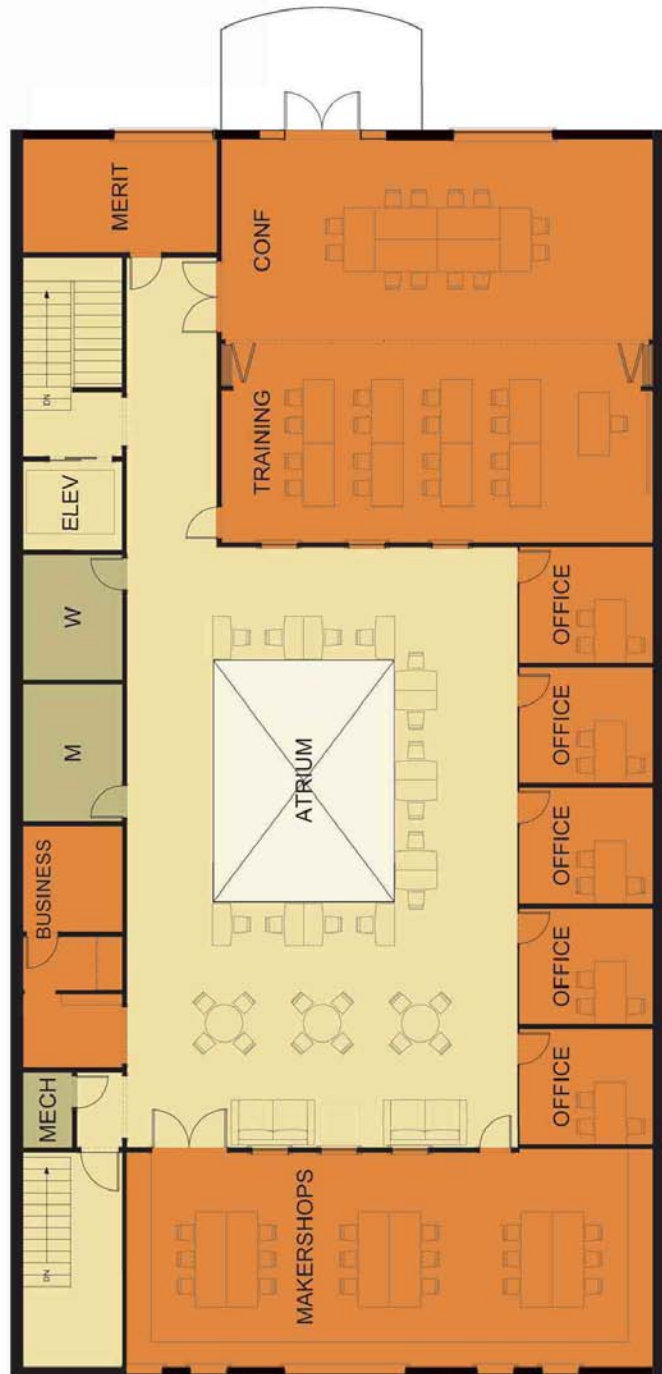 MERIT
CONF
DN
TRAINING
ELEV
W
OFFICE
M
OFFICE
ATRIUM
BUSINESS
OFFICE
OFFICE
MECH
OFFICE
MAKERSHOPS
DN